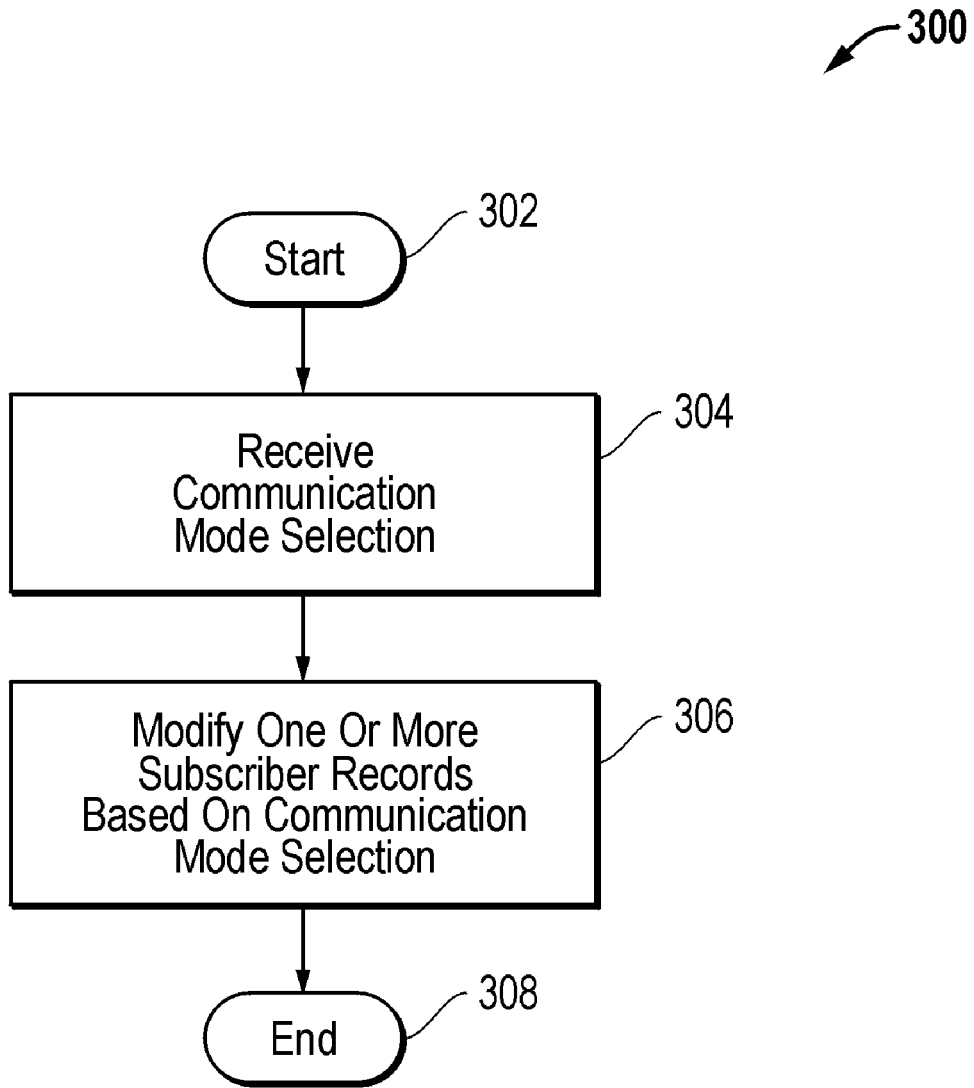 300
302
Start
304
Receive
Communication
Mode Selection
306
Modify One Or More
Subscriber Records
Based On Communication
Mode Selection
308
End